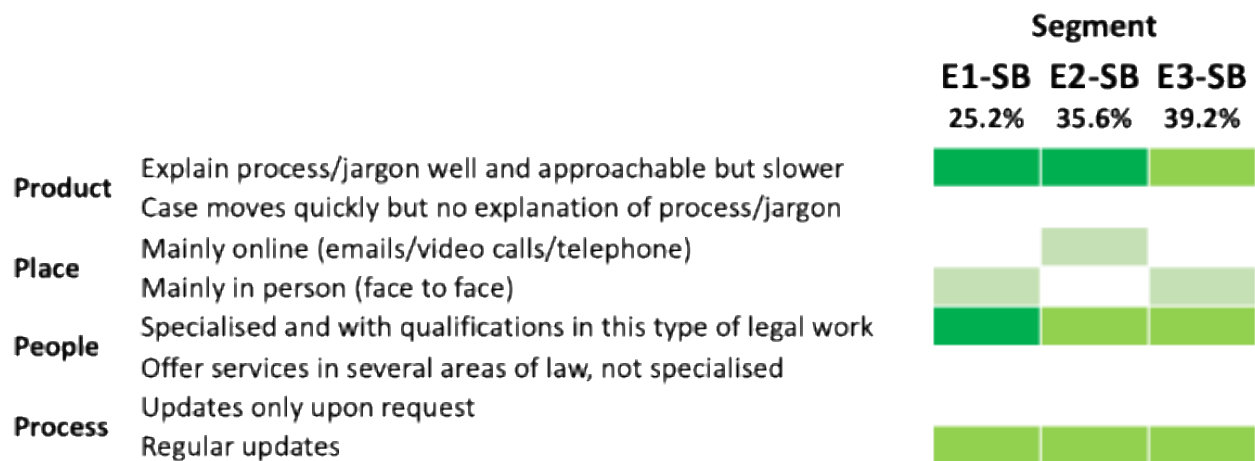 Segment
E1-SB E2-SB E3-SB
25.2% 35.6% 39.2%
Product
Explain process/jargon well and approachable but slower
Case moves quickly but no explanation of process/jargon
Place
Mainly online (emails/video calls/telephone)
Mainly in person (face to face)
People
Specialised and with qualifications in this type of legal work
Offer services in several areas of law, not specialised
Process
Updates only upon request
Regular updates